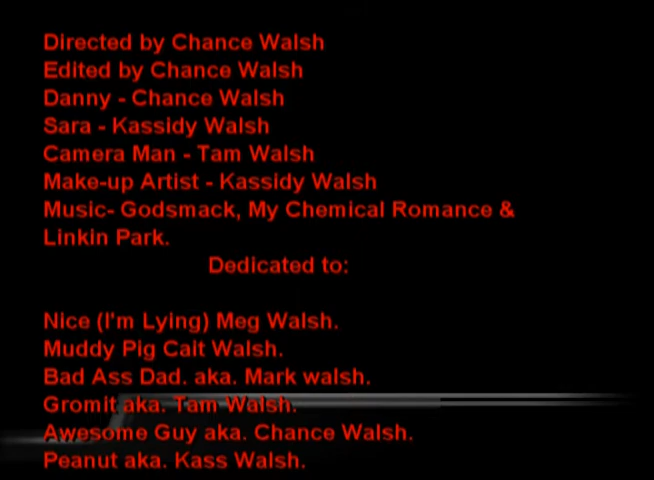 Directed by Chance Walsh
Edited by Chance Walsh
Danny - Chance Walsh
Sara - Kassidy Walsh
Camera Man - Tam Walsh
Make-up Artist - Kassidy Walsh
Music- Godsmack, My Chemical Romance &
Linkin Park.
Dedicated to:
Nice (I'm Lying) Meg Walsh.
Muddy Pig Cait Walsh.
Bad Ass Dad. aka. Mark walsh.
Gromit aka. Tam Walsh.
Awesome Guy aka. Chance Walsh.
Peanut aka. Kass Walsh.